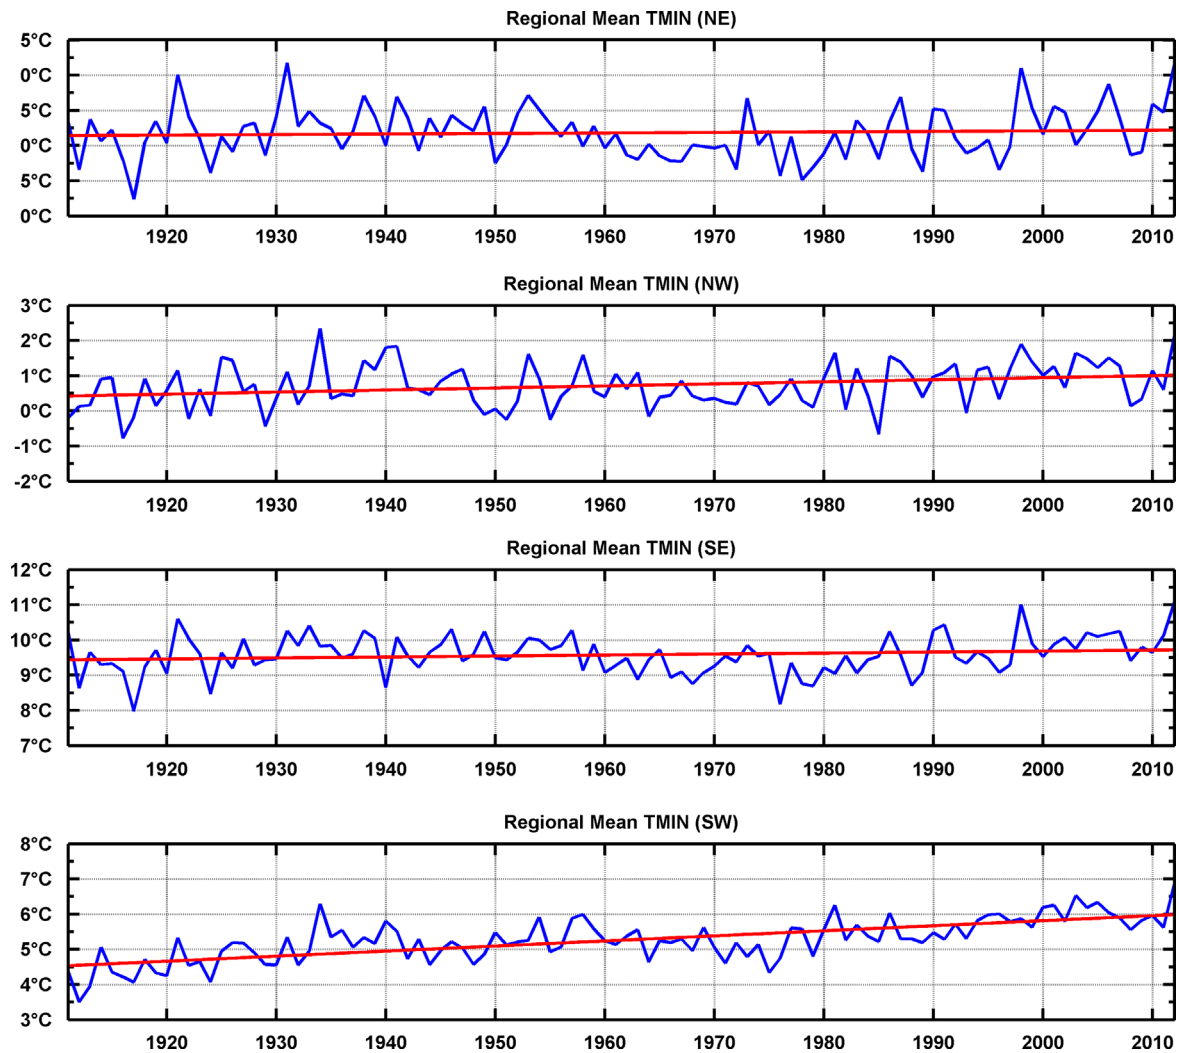 Regional Mean TMIN (NE)
5°C
0°C
5°C
0°C
5°C
0°C
1920 1930 1940 1950 1960 1970 1980 1990 2000 2010
Regional Mean TMIN (NW)
3°C
2°C
1°C
0°C
-1°C
-2°C
1920 1930 1940 1950 1960 1970 1980 1990 2000 2010
Regional Mean TMIN (SE)
12°C
11°C
10°C
9°C
8°C
7°C
1920 1930 1940 1950 1960 1970 1980 1990 2000 2010
Regional Mean TMIN (SW)
8°C
7°C
6°C
5°C
4°C
3°C
1920 1930 1940 1950 1960 1970 1980 1990 2000 2010